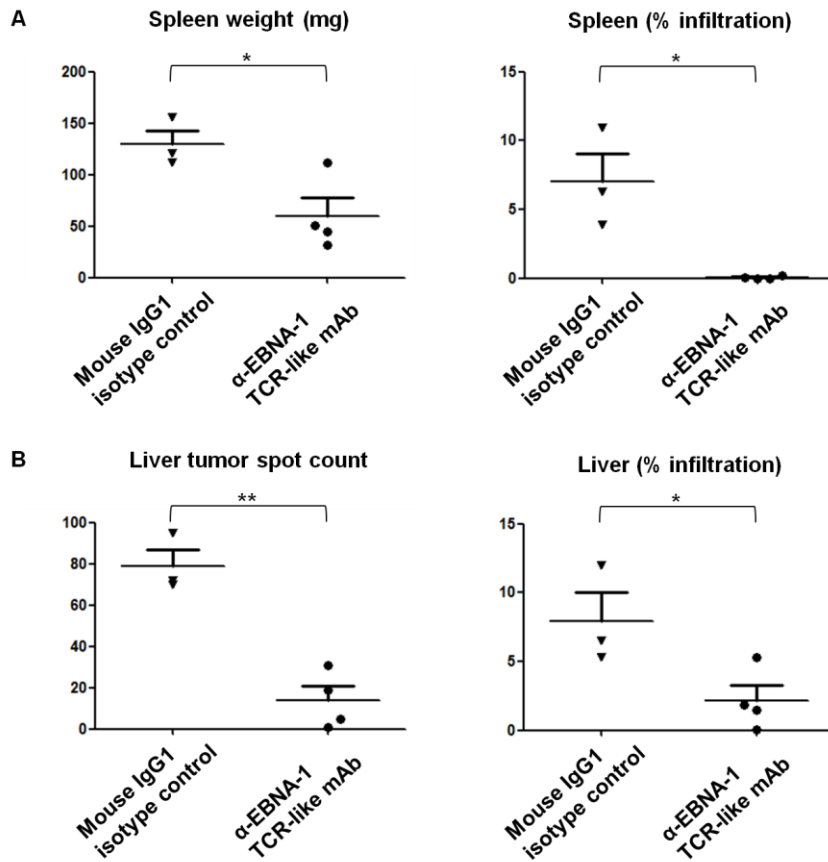 A
Spleen weight (mg)
Spleen (% infiltration)
*
*
200
150
100
50
0
15
10
5
0
Mouse IgG1
isotype control
α-EBNA-1
TCR-like mAb
Mouse IgG1
isotype control
α-EBNA-1
TCR-like mAb
B
Liver tumor spot count
Liver (% infiltration)
**
*
100
80
60
40
20
0
15
10
5
0
Mouse IgG1
isotype control
α-EBNA-1
TCR-like mAb
Mouse IgG1
isotype control
α-EBNA-1
TCR-like mAb